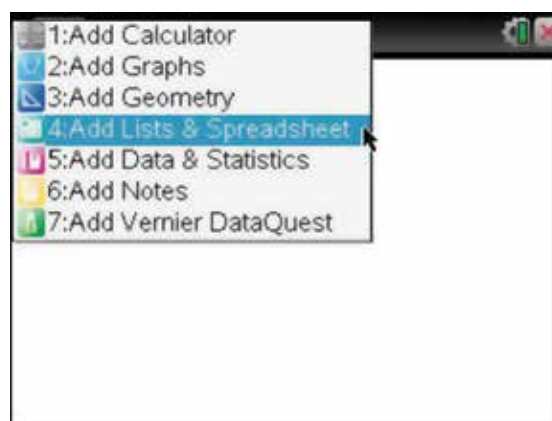 1:Add Calculator
2:Add Graphs
3:Add Geometry
4:Add Lists & Spreadsheet
5:Add Data & Statistics
6:Add Notes
7:Add Vernier DataQuest